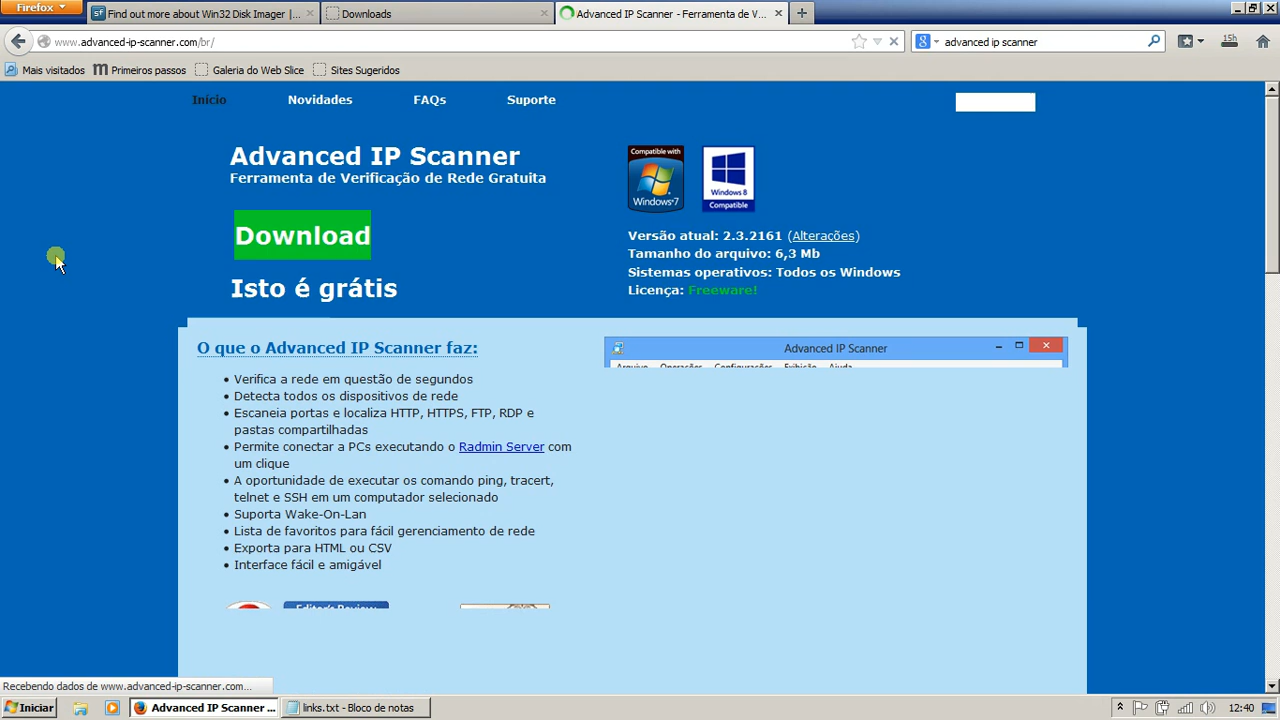 Firefox
Find out more about Win32 Disk Imager |...
Downloads
Advanced IP Scanner - Ferramenta de V...
www.advanced-ip-scanner.com/br/
advanced ip scanner
15h
Mais visitados
Primeiros passos
Galeria do Web Slice
Sites Sugeridos
Início
Novidades
FAQs
Suporte
Advanced IP Scanner
Ferramenta de Verificação de Rede Gratuita
Download
Isto é grátis
Compatible with
Windows 7
Windows 8
Compatible
Versão atual: 2.3.2161 (Alterações)
Tamanho do arquivo: 6,3 Mb
Sistemas operativos: Todos os Windows
Licença: Freeware!
O que o Advanced IP Scanner faz:
• Verifica a rede em questão de segundos
• Detecta todos os dispositivos de rede
• Escaneia portas e localiza HTTP, HTTPS, FTP, RDP e
pastas compartilhadas
• Permite conectar a PCs executando o Radmin Server com
um clique
• A oportunidade de executar os comando ping, tracert,
telnet e SSH em um computador selecionado
• Suporta Wake-On-Lan
• Lista de favoritos para fácil gerenciamento de rede
• Exporta para HTML ou CSV
• Interface fácil e amigável
Advanced IP Scanner
Arquivo Operações Configurações Exibição Ajuda
Editor's Review
Recebendo dados de www.advanced-ip-scanner.com...
Iniciar
Advanced IP Scanner ...
links.txt - Bloco de notas
12:40